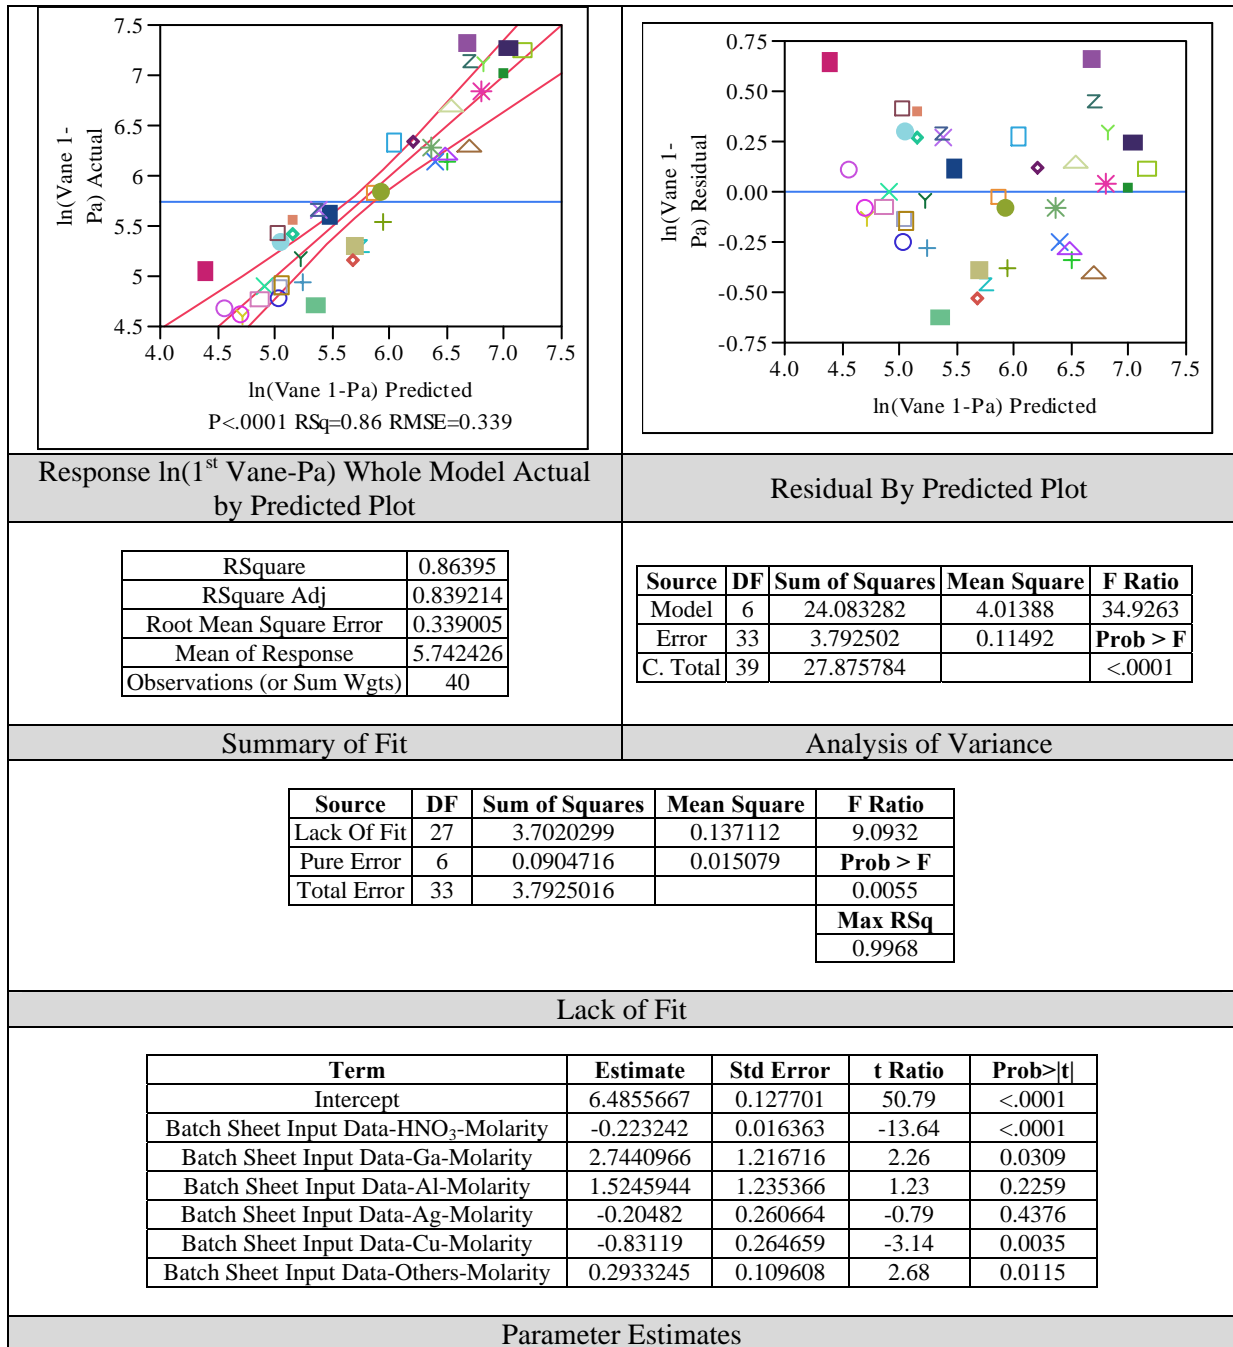 7.5
7
6.5
6
5.5
5
4.5
ln(Vane 1-
Pa) Actual
4.0 4.5 5.0 5.5 6.0 6.5 7.0 7.5
ln(Vane 1-Pa) Predicted
P<.0001 RSq=0.86 RMSE=0.339
0.75
0.50
0.25
0.00
-0.25
-0.50
-0.75
ln(Vane 1-
Pa) Residual
4.0 4.5 5.0 5.5 6.0 6.5 7.0 7.5
ln(Vane 1-Pa) Predicted
Response ln(1st Vane-Pa) Whole Model Actual
by Predicted Plot
Residual By Predicted Plot
RSquare 0.86395
RSquare Adj 0.839214
Root Mean Square Error 0.339005
Mean of Response 5.742426
Observations (or Sum Wgts) 40
Source DF Sum of Squares Mean Square F Ratio
Model 6 24.083282 4.01388 34.9263
Error 33 3.792502 0.11492 Prob > F
C. Total 39 27.875784 <.0001
Summary of Fit
Analysis of Variance
Source DF Sum of Squares Mean Square F Ratio
Lack Of Fit 27 3.7020299 0.137112 9.0932
Pure Error 6 0.0904716 0.015079 Prob > F
Total Error 33 3.7925016 0.0055
Max RSq
0.9968
Lack of Fit
Term Estimate Std Error t Ratio Prob>|t|
Intercept 6.4855667 0.127701 50.79 <.0001
Batch Sheet Input Data-HNO₃-Molarity -0.223242 0.016363 -13.64 <.0001
Batch Sheet Input Data-Ga-Molarity 2.7440966 1.216716 2.26 0.0309
Batch Sheet Input Data-Al-Molarity 1.5245944 1.235366 1.23 0.2259
Batch Sheet Input Data-Ag-Molarity -0.20482 0.260664 -0.79 0.4376
Batch Sheet Input Data-Cu-Molarity -0.83119 0.264659 -3.14 0.0035
Batch Sheet Input Data-Others-Molarity 0.2933245 0.109608 2.68 0.0115
Parameter Estimates